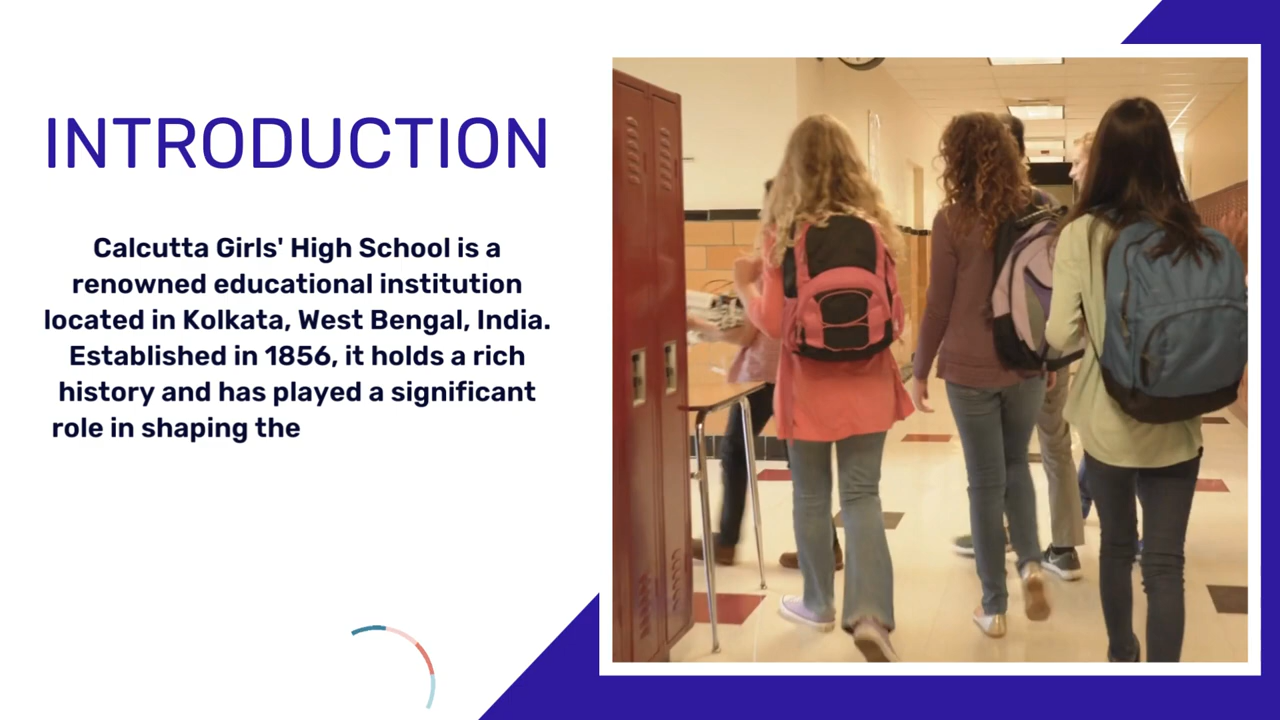 INTRODUCTION
Calcutta Girls' High School is a
renowned educational institution
located in Kolkata, West Bengal, India.
Established in 1856, it holds a rich
history and has played a significant
role in shaping the